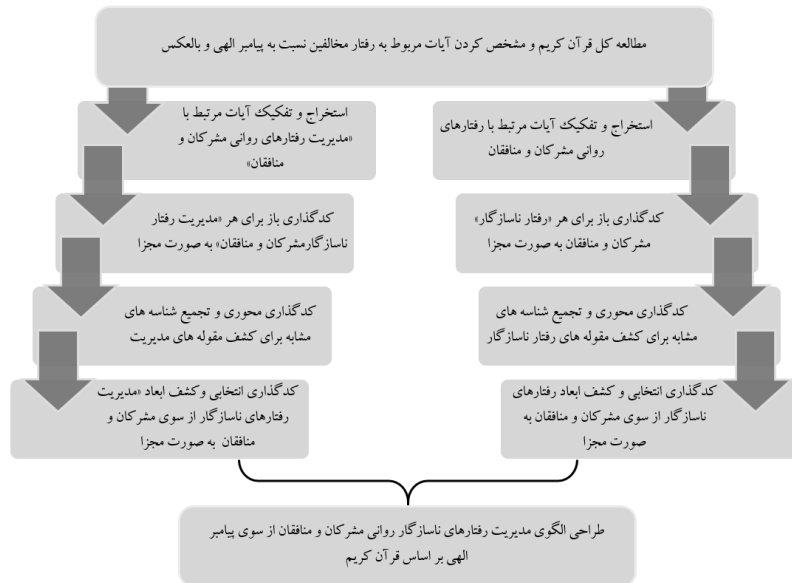 مطالعه کل قرآن کریم و مشخص کردن آیات مربوط به رفتار مخالفین نسبت به پیامبر الهی و بالعکس
استخراج و تفکیک آیات مرتبط با رفتارهای
روانی مشرکان و منافقان
کدگذاری باز برای هر «رفتار ناسازگار»
مشرکان و منافقان به صورت مجزا
کدگذاری محوری و تجمیع شناسه های
مشابه برای کشف مقوله های رفتار ناسازگار
کدگذاری انتخابی و کشف ابعاد رفتارهای
ناسازگار از سوی مشرکان و منافقان به
صورت مجزا
استخراج و تفکیک آیات مرتبط با
«مدیریت رفتارهای روانی مشرکان و
منافقان»
کدگذاری باز برای هر «مدیریت رفتار
ناسازگارمشرکان و منافقان» به صورت مجزا
کدگذاری محوری و تجمیع شناسه های
مشابه برای کشف مقوله های مدیریت
کدگذاری انتخابی وکشف ابعاد «مدیریت
رفتارهای ناسازگار از سوی مشرکان و
منافقان به صورت مجزا
طراحی الگوی مدیریت رفتارهای ناسازگار روانی مشرکان و منافقان از سوی پیامبر
الهی بر اساس قرآن کریم